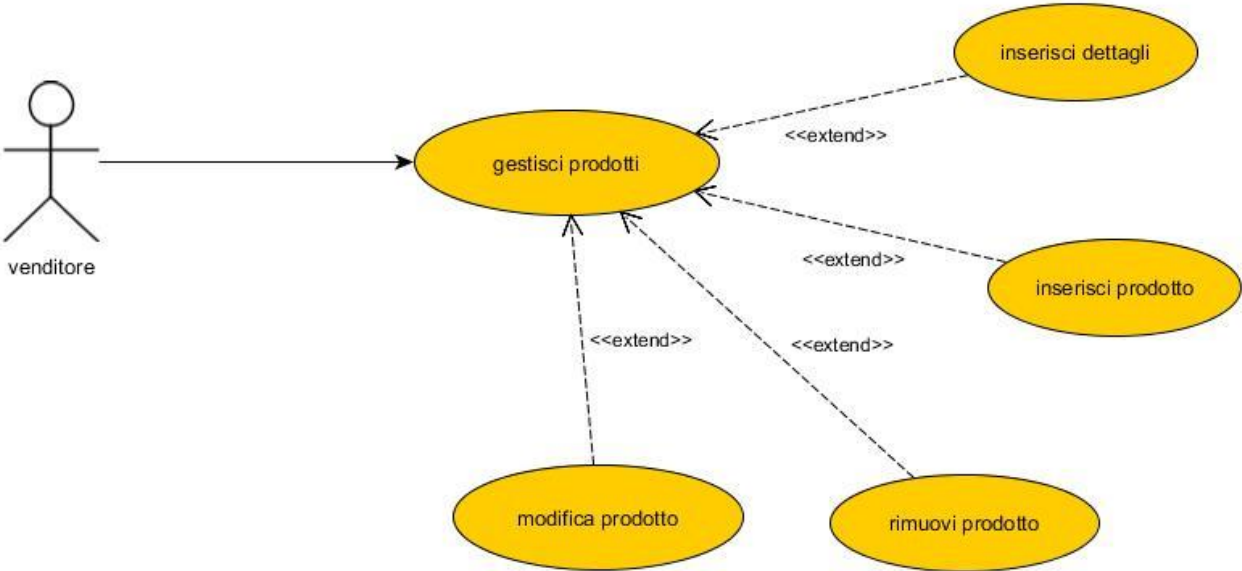 inserisci dettagli
<<extend>>
gestisci prodotti
venditore
<<extend>>
inserisci prodotto
<<extend>>
<<extend>>
modifica prodotto
rimuovi prodotto